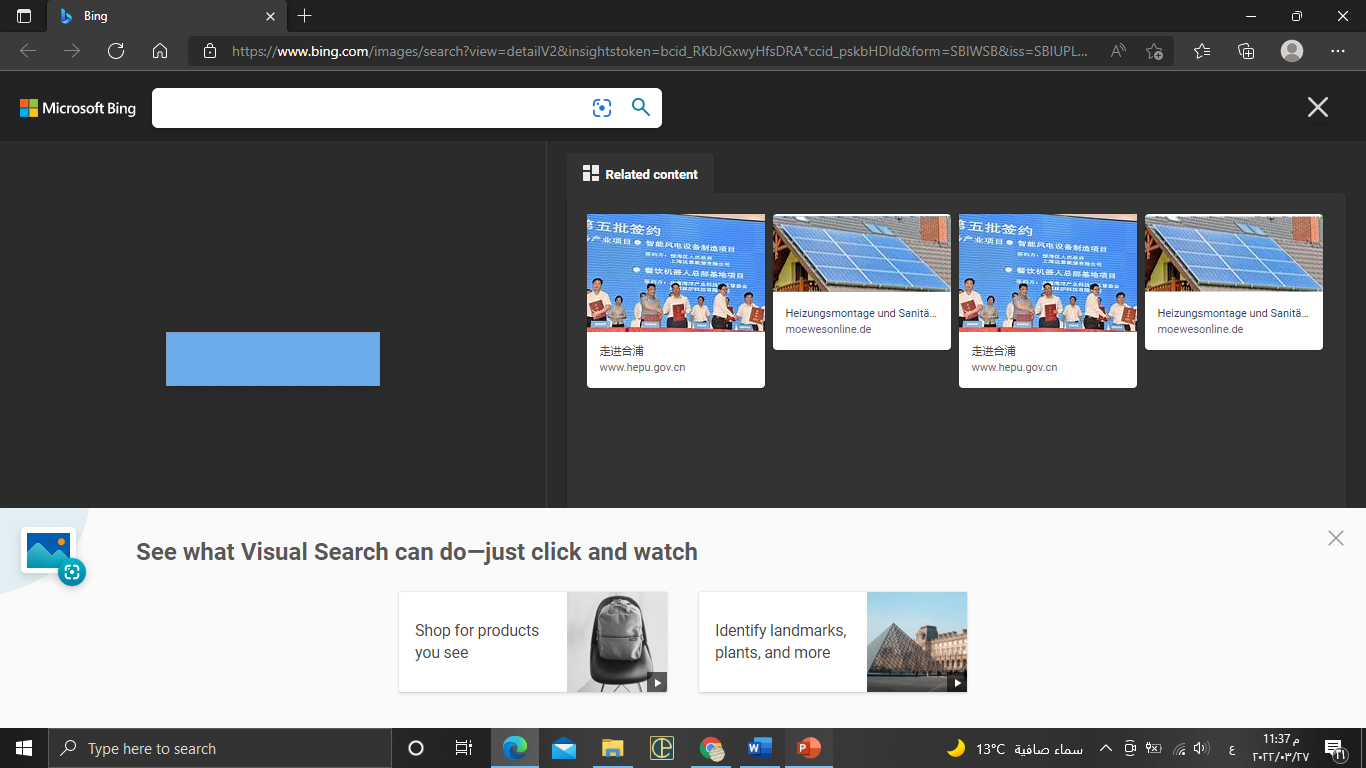 Bing
https://www.bing.com/images/search?view=detailV2&insightstoken=bcid_RKbJGxwyHfsDRA*ccid_pskbHDId&form=SBIWSB&iss=SBIUPL...
Microsoft Bing
Related content
第五批签约
产业项目● 智能风电设备制造项目
● 餐饮机器人总部基地项目
走进合浦
www.hepu.gov.cn
Heizungsmontage und Sanitä...
moewesonline.de
第五批签约
产业项目● 智能风电设备制造项目
● 餐饮机器人总部基地项目
走进合浦
www.hepu.gov.cn
Heizungsmontage und Sanitä...
moewesonline.de
See what Visual Search can do—just click and watch
Shop for products
you see
Identify landmarks,
plants, and more
Type here to search
13°C سماء صافية
ع
11:37 م
٢٠٢٢/٠٣/٢٧
٢١